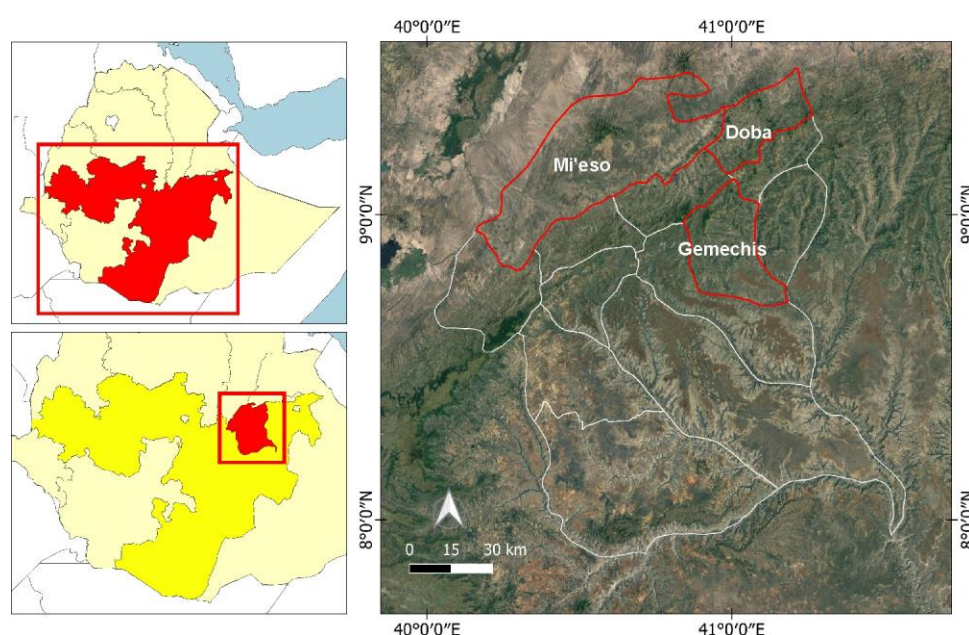 40°0′0″E 41°0′0″E
Doba
Mi'eso
9°0′0″N 9°0′0″N
Gemechis
8°0′0″N 8°0′0″N
0 15 30 km
40°0′0″E 41°0′0″E